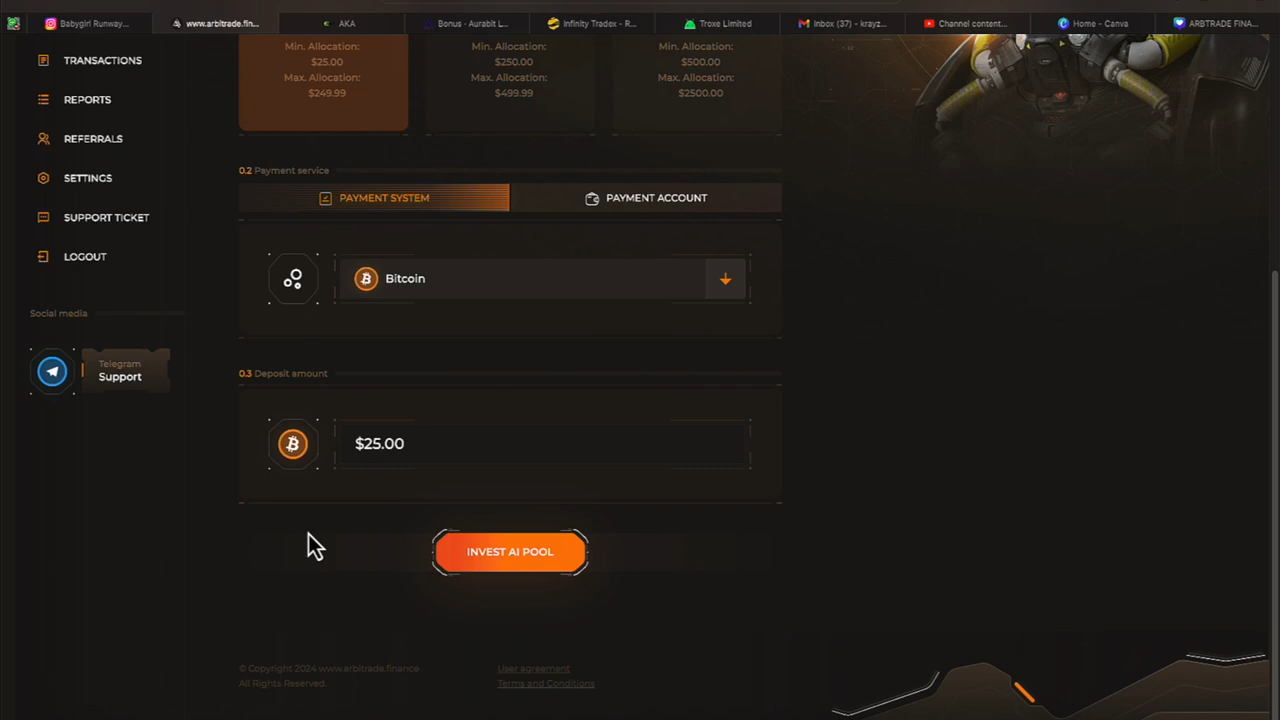 Babygirl Runway...
www.arbitrade.fin...
AKA
Bonus - Aurabit L...
Infinity Tradex - R...
Troxe Limited
Inbox (37) - krayz...
Channel content...
Home - Canva
ARBTRADE FINA...
TRANSACTIONS
REPORTS
REFERRALS
SETTINGS
SUPPORT TICKET
LOGOUT
Social media
Telegram
Support
Min. Allocation:
$25.00
Max. Allocation:
$249.99
Min. Allocation:
$250.00
Max. Allocation:
$499.99
Min. Allocation:
$500.00
Max. Allocation:
$2500.00
0.2 Payment service
PAYMENT SYSTEM
PAYMENT ACCOUNT
Bitcoin
0.3 Deposit amount
$25.00
INVEST AI POOL
© Copyright 2024 www.arbitrade.finance
All Rights Reserved.
User agreement
Terms and Conditions